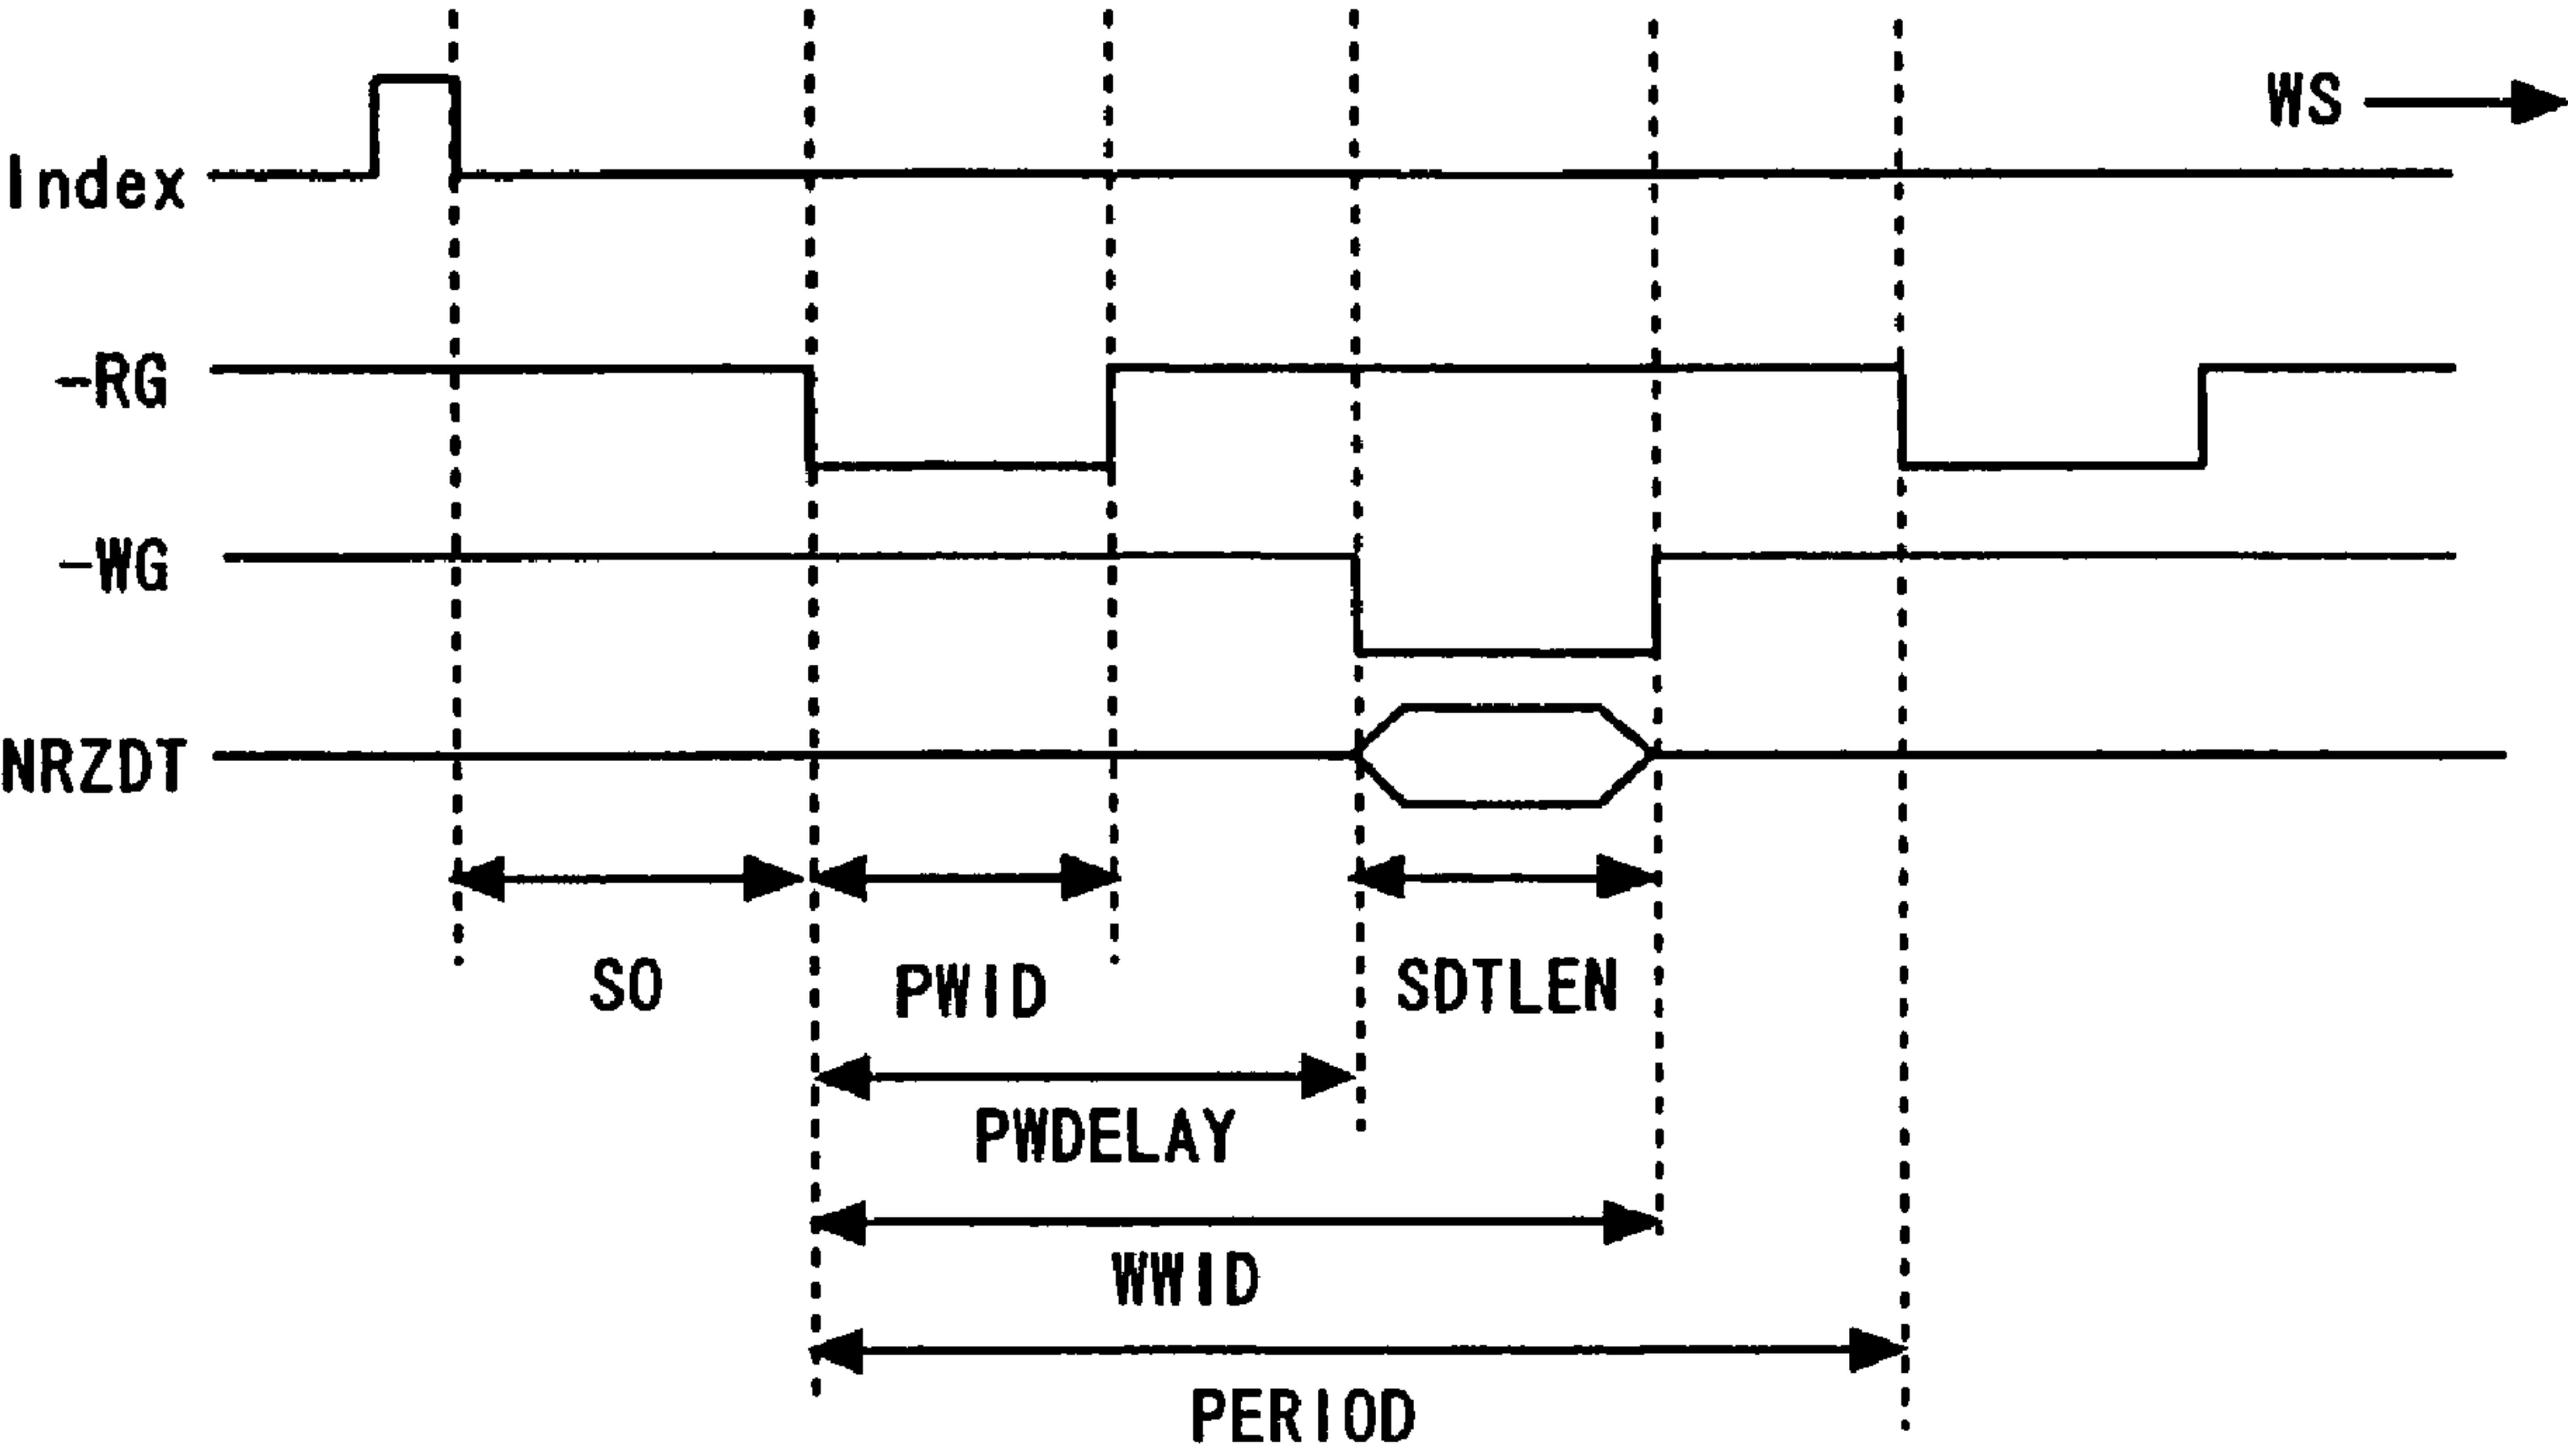 WS
Index
-RG
-WG
NRZDT
SO PWID SDTLEN
PWDELAY
WWID
PERIOD